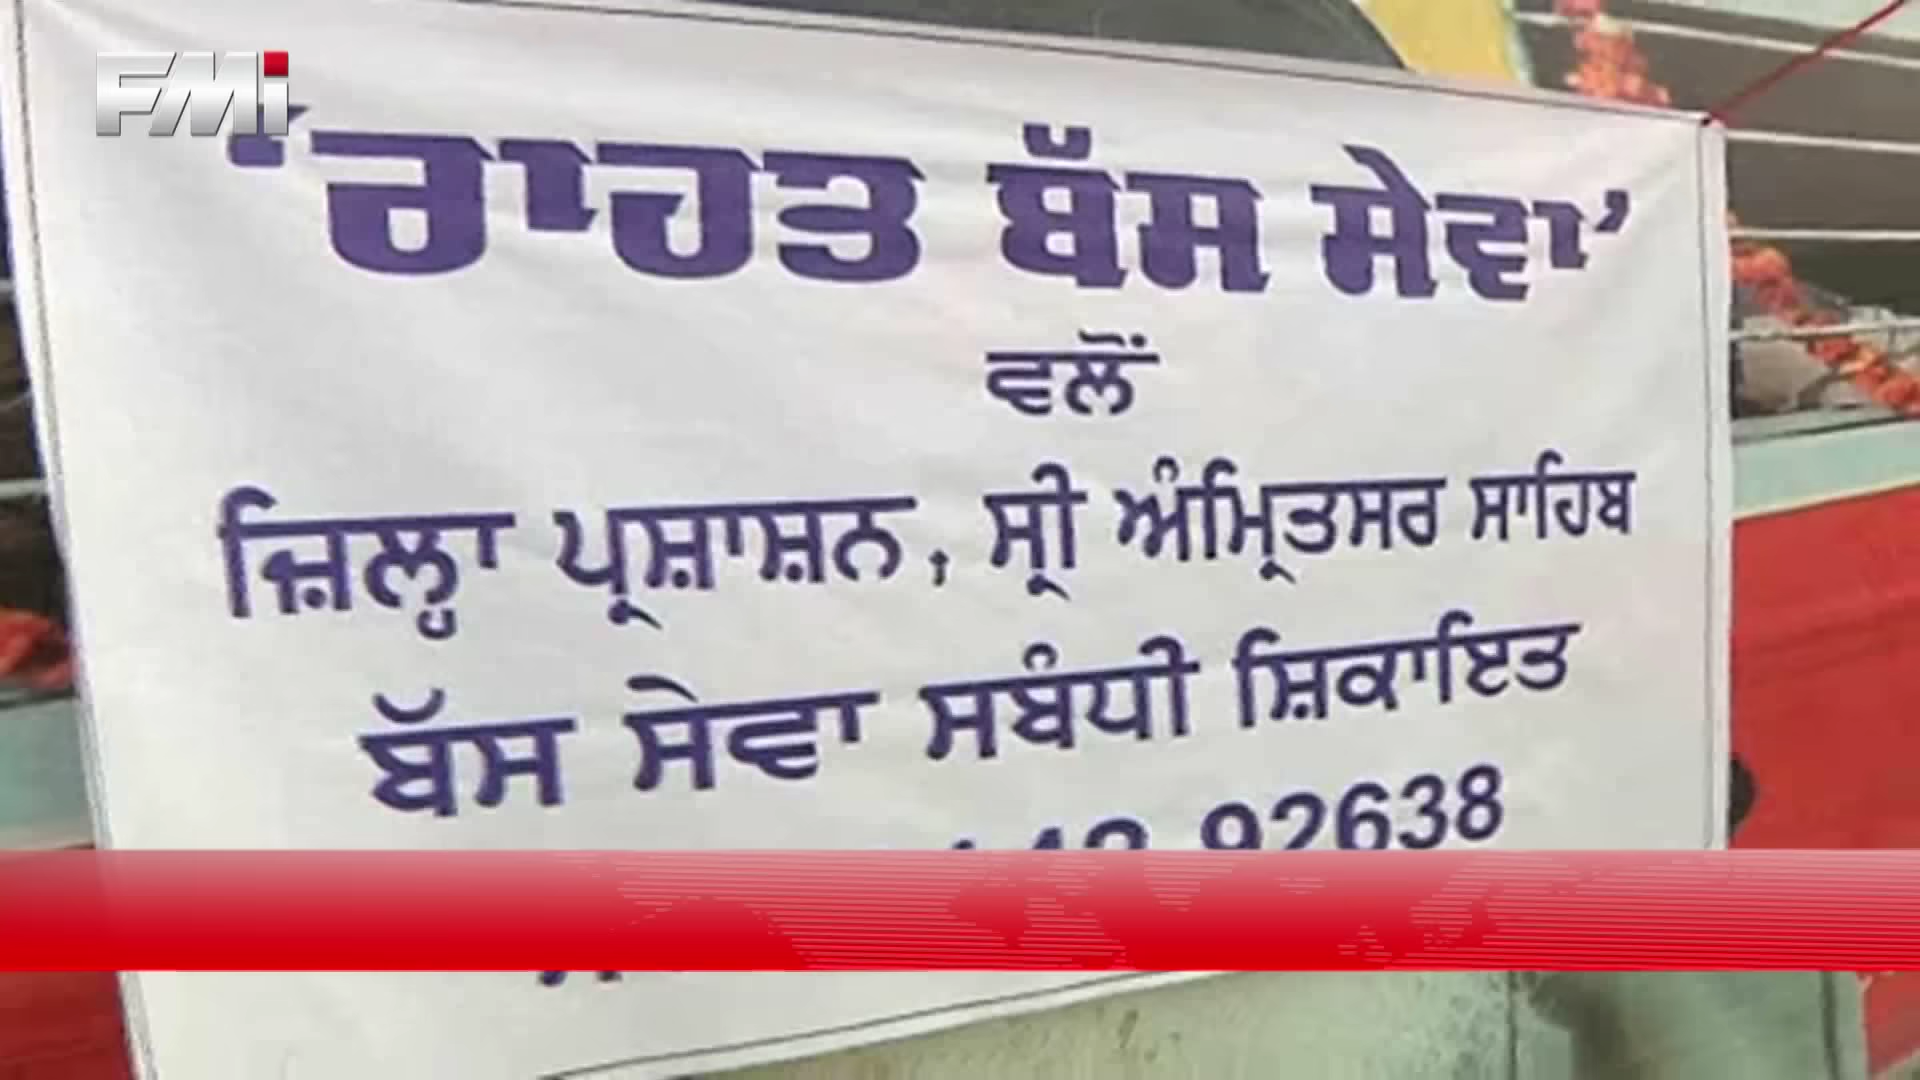 FMi
‘ਰਾਹਤ ਬੱਸ ਸੇਵਾ’
ਵਲੋਂ
ਜ਼ਿਲ੍ਹਾ ਪ੍ਰਸ਼ਾਸ਼ਨ, ਸ੍ਰੀ ਅੰਮ੍ਰਿਤਸਰ ਸਾਹਿਬ
ਬੱਸ ਸੇਵਾ ਸਬੰਧੀ ਸ਼ਿਕਾਇਤ
92638